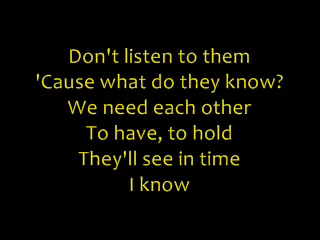 Don't listen to them
'Cause what do they know?
We need each other
To have, to hold
They'll see in time
I know